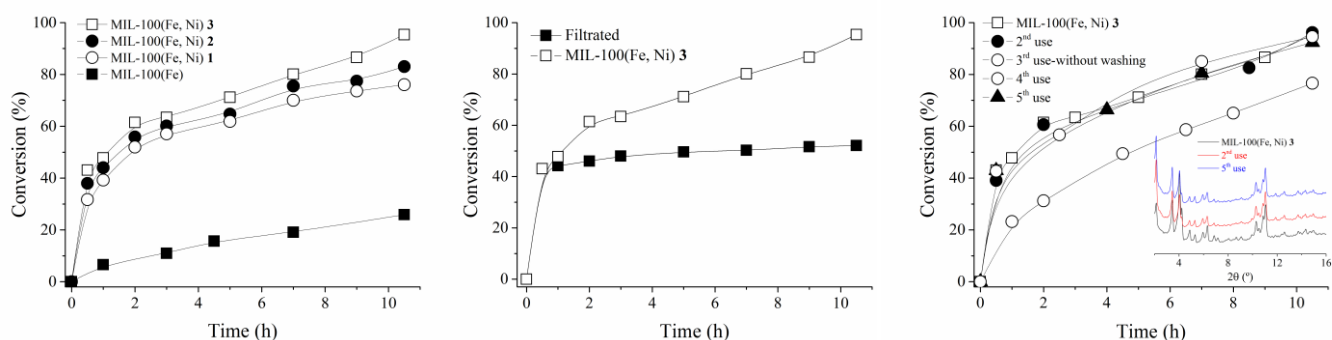 100
80
60
40
20
0
Conversion (%)
MIL-100(Fe, Ni) 3
MIL-100(Fe, Ni) 2
MIL-100(Fe, Ni) 1
MIL-100(Fe)
0 2 4 6 8 10
Time (h)
100
80
60
40
20
0
Conversion (%)
Filtrated
MIL-100(Fe, Ni) 3
0 2 4 6 8 10
Time (h)
100
80
60
40
20
0
Conversion (%)
MIL-100(Fe, Ni) 3
2nd use
3rd use-without washing
4th use
5th use
MIL-100(Fe, Ni) 3
2nd use
5th use
4 8 12 16
2θ (º)
0 2 4 6 8 10
Time (h)